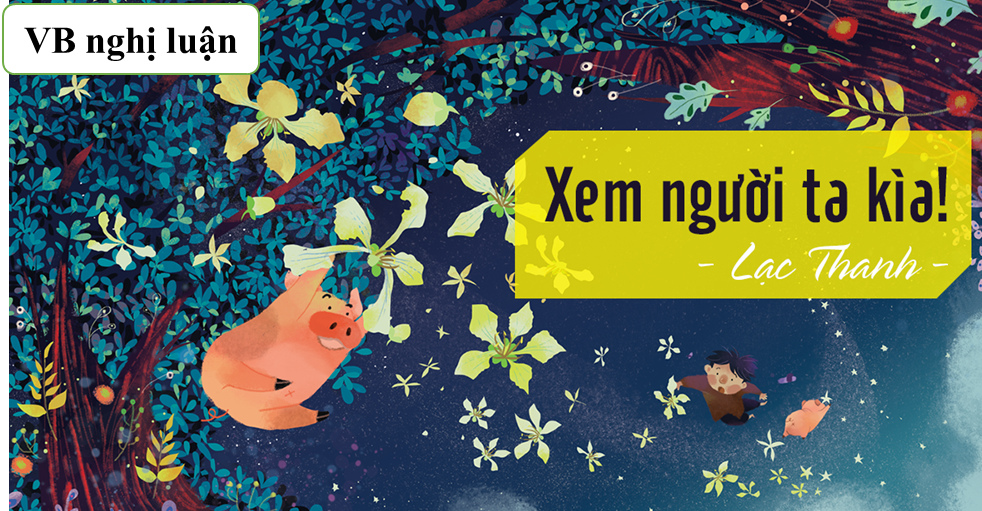 VB nghị luận
Xem người ta kìa!
- Lạc Thanh -